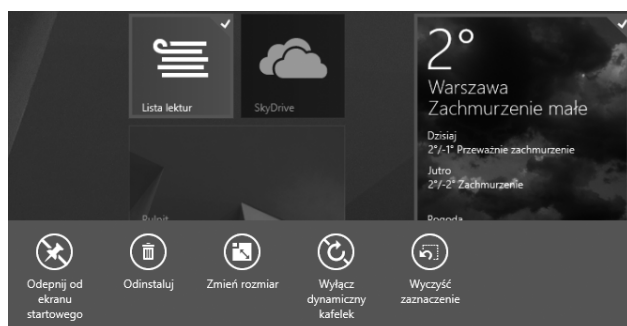 2°
Warszawa
Zachmurzenie małe
Dzisiaj
2°/-1° Przeważnie zachmurzenie
Jutro
2°/-2° Zachmurzenie
Pogoda
Lista lektur
SkyDrive
Pulpit
Odepnij od
ekranu
startowego
Odinstaluj
Zmień rozmiar
Wyłącz
dynamiczny
kafelek
Wyczyść
zaznaczenie